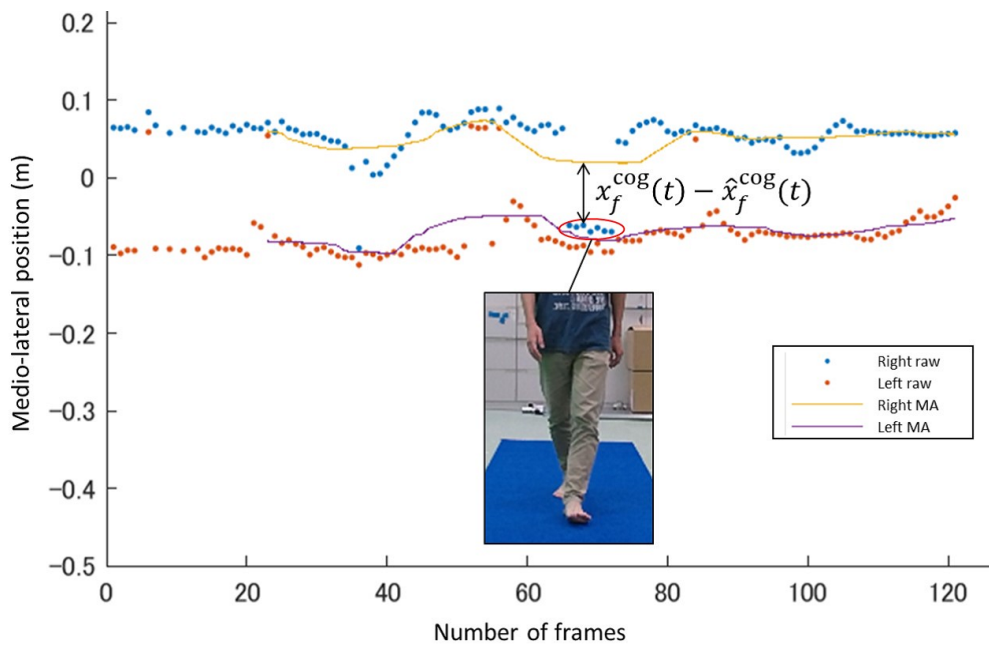 0.2
0.1
0
−0.1
−0.2
−0.3
−0.4
−0.5
Medio-lateral position (m)
x_f^cog(t) − x̂_f^cog(t)
Right raw
Left raw
Right MA
Left MA
0 20 40 60 80 100 120
Number of frames